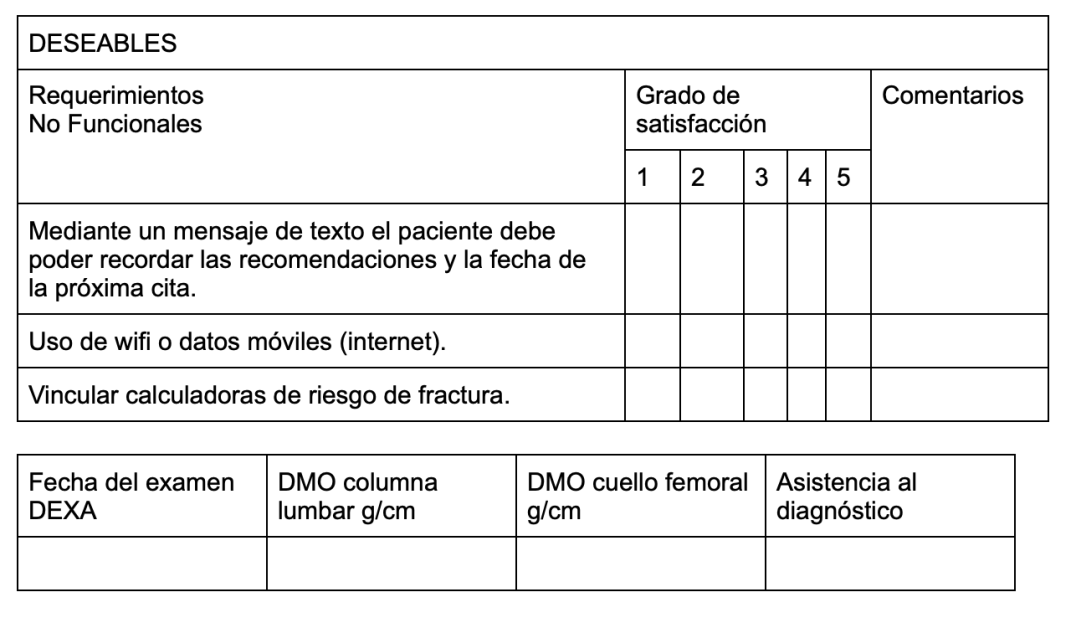 DESEABLES
Requerimientos
No Funcionales
Grado de
satisfacción
Comentarios
1 2 3 4 5
Mediante un mensaje de texto el paciente debe
poder recordar las recomendaciones y la fecha de
la próxima cita.
Uso de wifi o datos móviles (internet).
Vincular calculadoras de riesgo de fractura.
Fecha del examen
DEXA
DMO columna
lumbar g/cm
DMO cuello femoral
g/cm
Asistencia al
diagnóstico